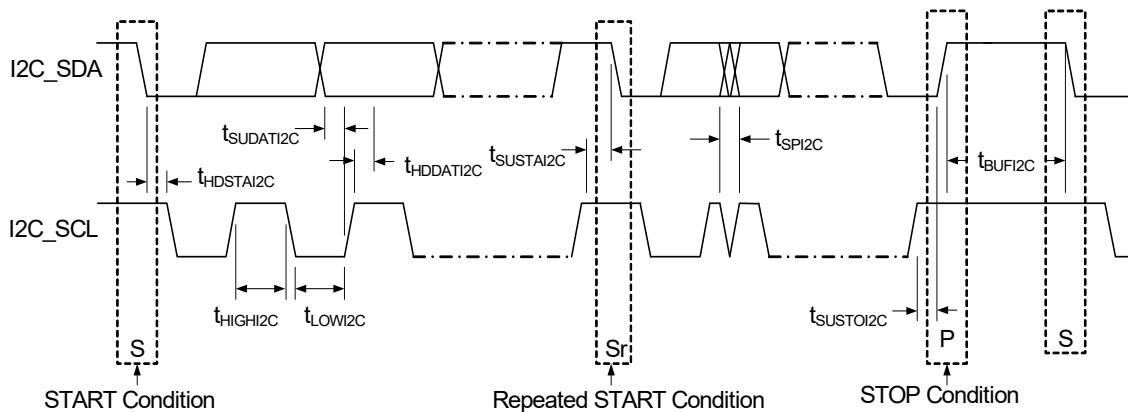 I2C_SDA
tSUDATI2C
tHDDATI2C
tSUSTAI2C
tSPI2C
tBUFI2C
tHDSTAI2C
I2C_SCL
tHIGHI2C
tLOWI2C
tSUSTOI2C
S
Sr
P
S
START Condition
Repeated START Condition
STOP Condition